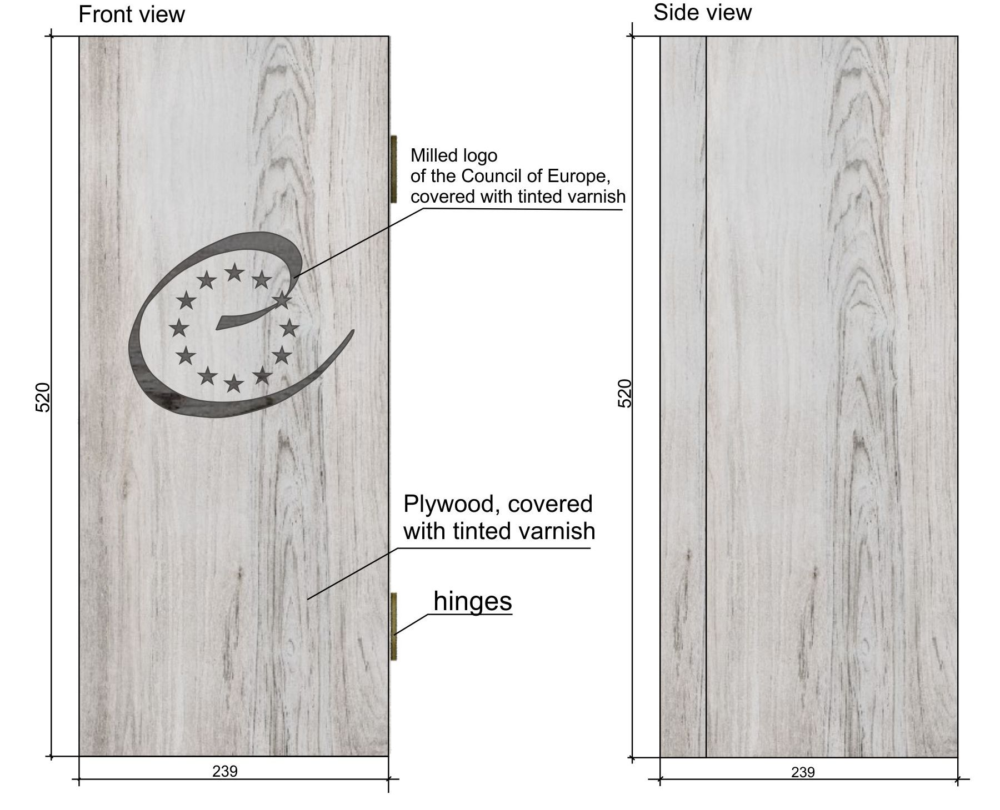 Front view
Side view
Milled logo
of the Council of Europe,
covered with tinted varnish
520
520
Plywood, covered
with tinted varnish
hinges
239
239